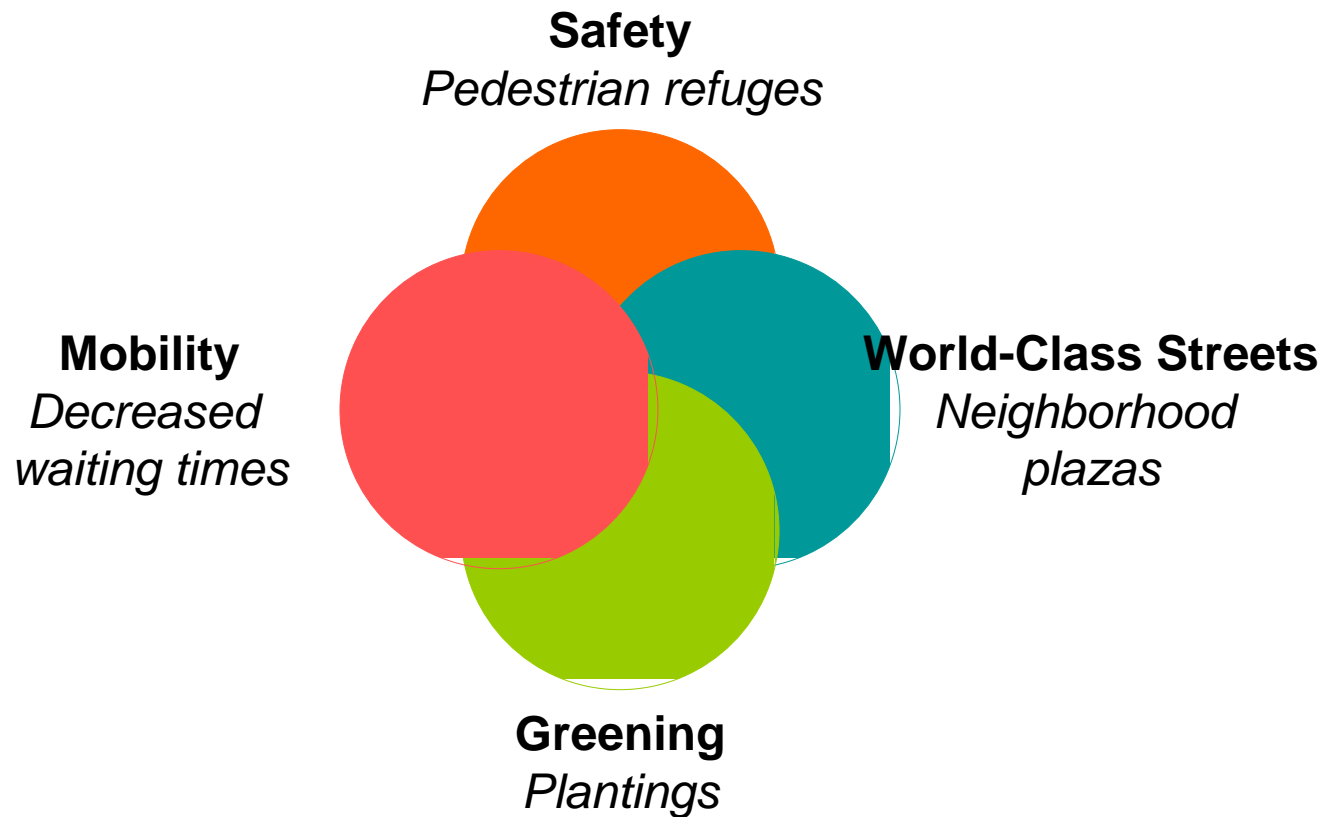 Safety
Pedestrian refuges
Mobility
Decreased
waiting times
World-Class Streets
Neighborhood
plazas
Greening
Plantings